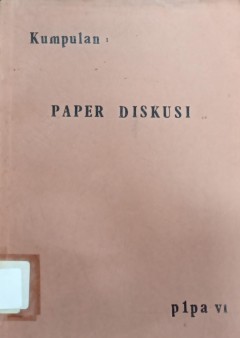 Kumpulan :
PAPER DISKUSI
p1pa vi